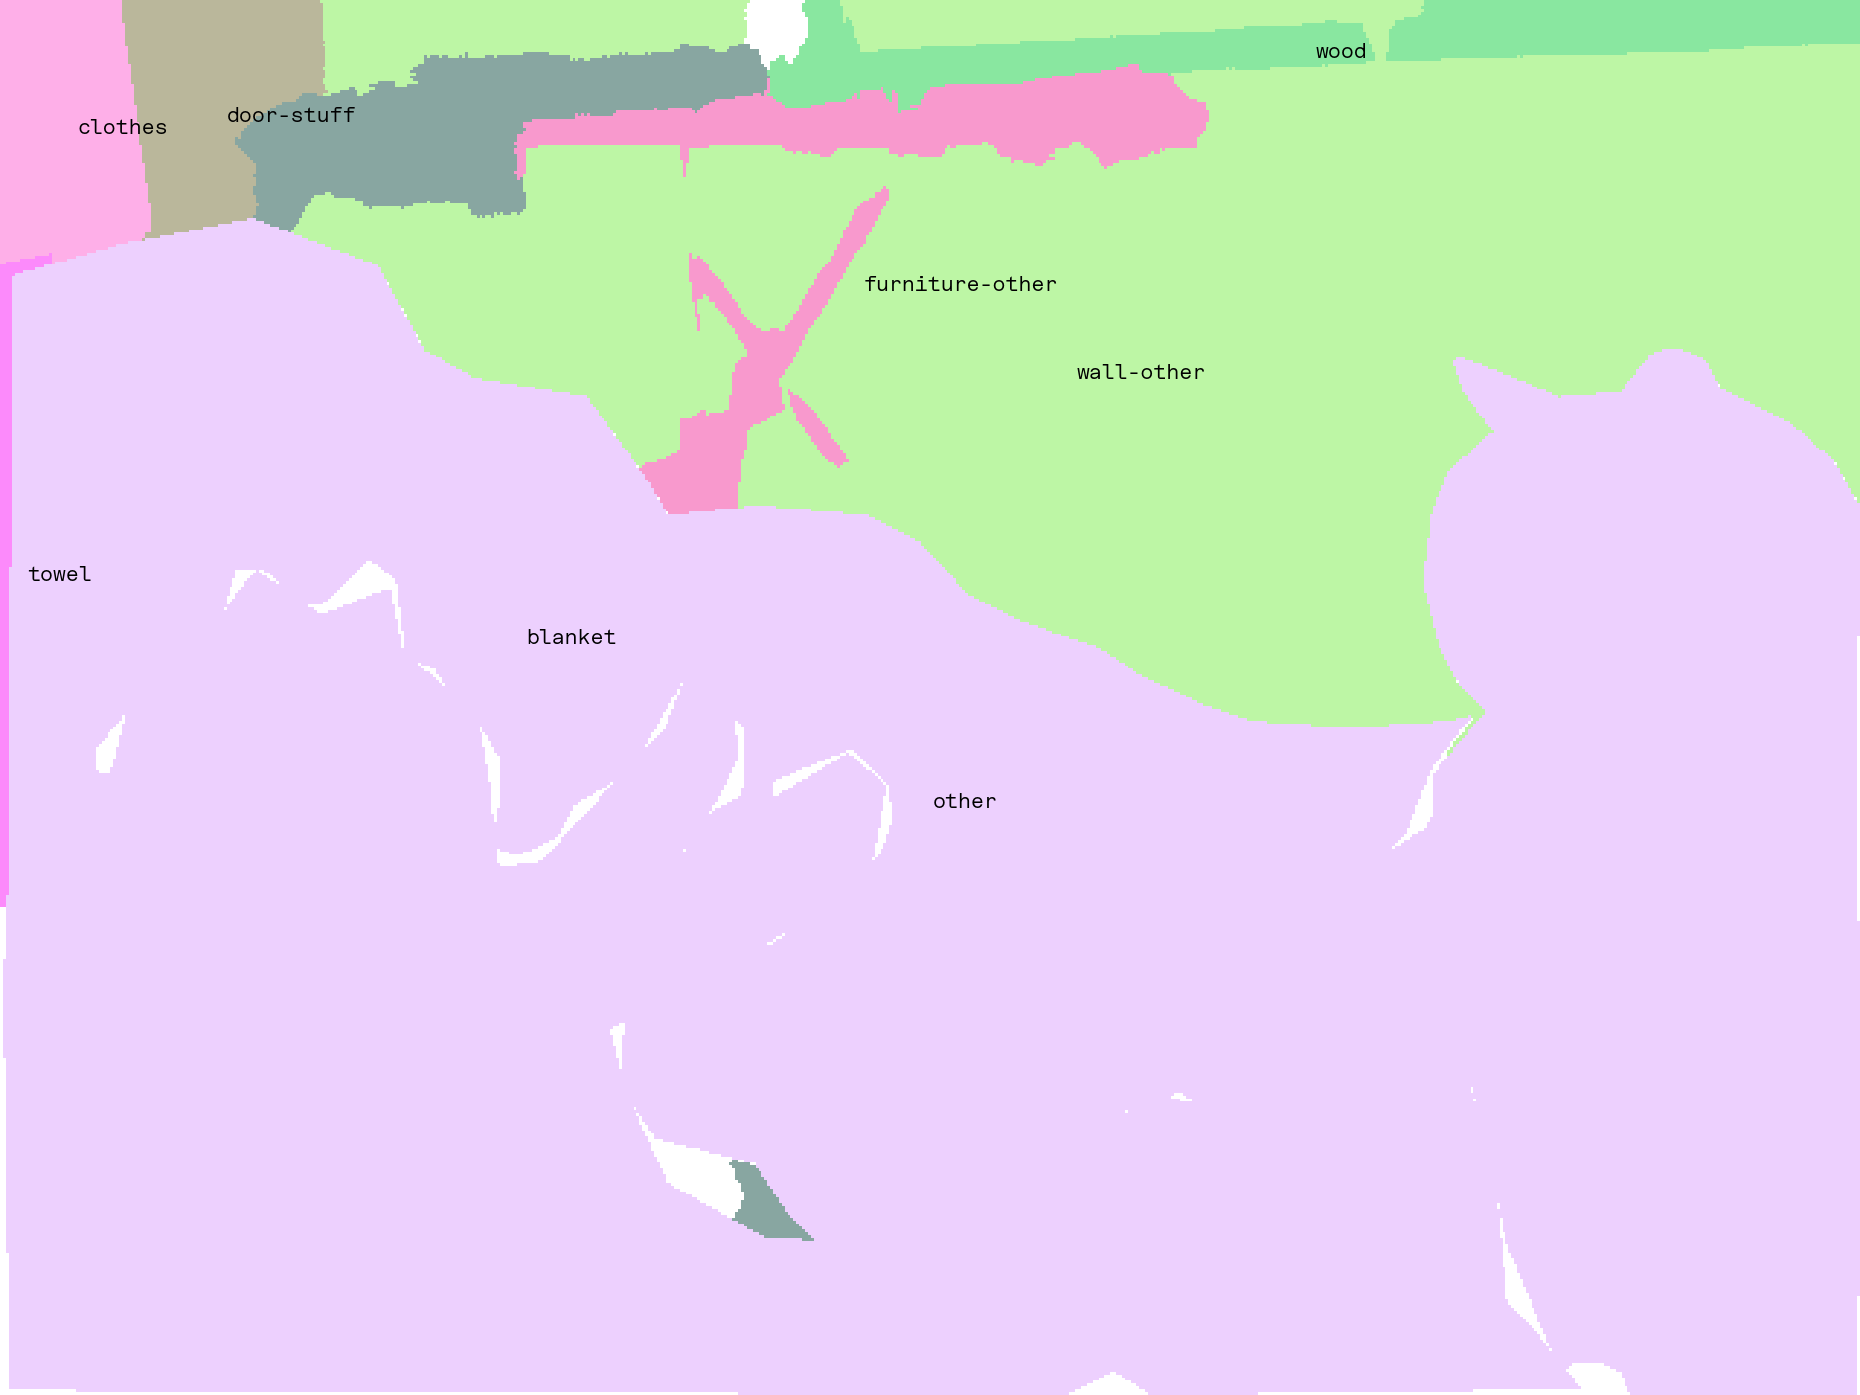 wood
door-stuff
clothes
furniture-other
wall-other
towel
blanket
other